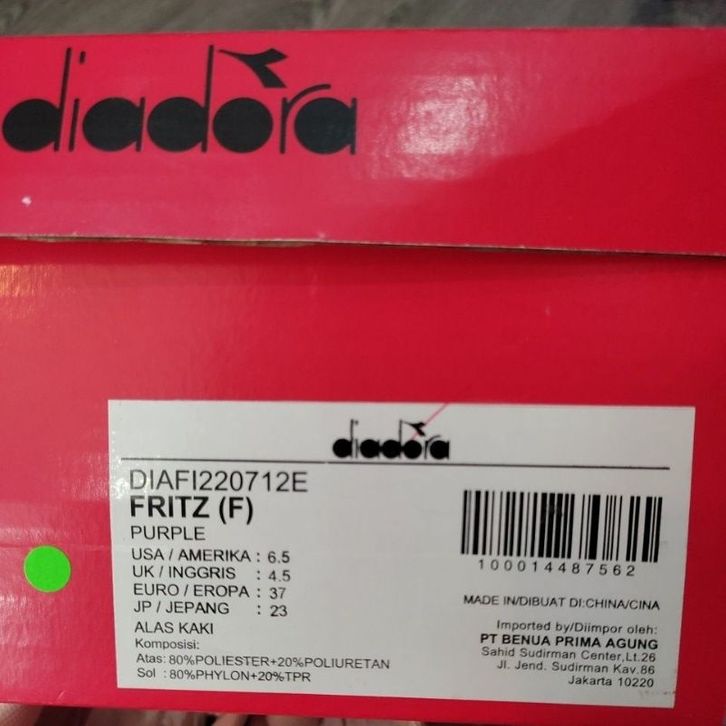 diadora
diadora
DIAFI220712E
FRITZ (F)
PURPLE
USA / AMERIKA : 6.5
UK / INGGRIS : 4.5
EURO / EROPA : 37
JP / JEPANG : 23
ALAS KAKI
Komposisi:
Atas: 80%POLIESTER+20%POLIURETAN
Sol : 80%PHYLON+20%TPR
100014487562
MADE IN/DIBUAT DI:CHINA/CINA
Imported by/Diimpor oleh:
PT BENUA PRIMA AGUNG
Sahid Sudirman Center,Lt.26
Jl. Jend. Sudirman Kav.86
Jakarta 10220